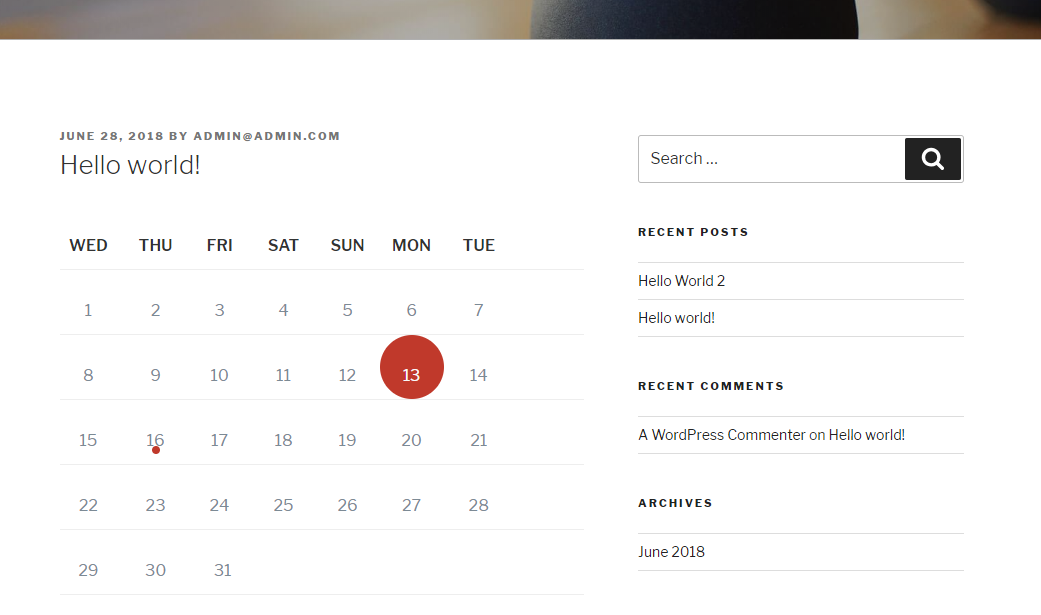 JUNE 28, 2018 BY ADMIN@ADMIN.COM
Hello world!
WED THU FRI SAT SUN MON TUE
1 2 3 4 5 6 7
8 9 10 11 12 13 14
15 16 17 18 19 20 21
22 23 24 25 26 27 28
29 30 31
Search ...
RECENT POSTS
Hello World 2
Hello world!
RECENT COMMENTS
A WordPress Commenter on Hello world!
ARCHIVES
June 2018